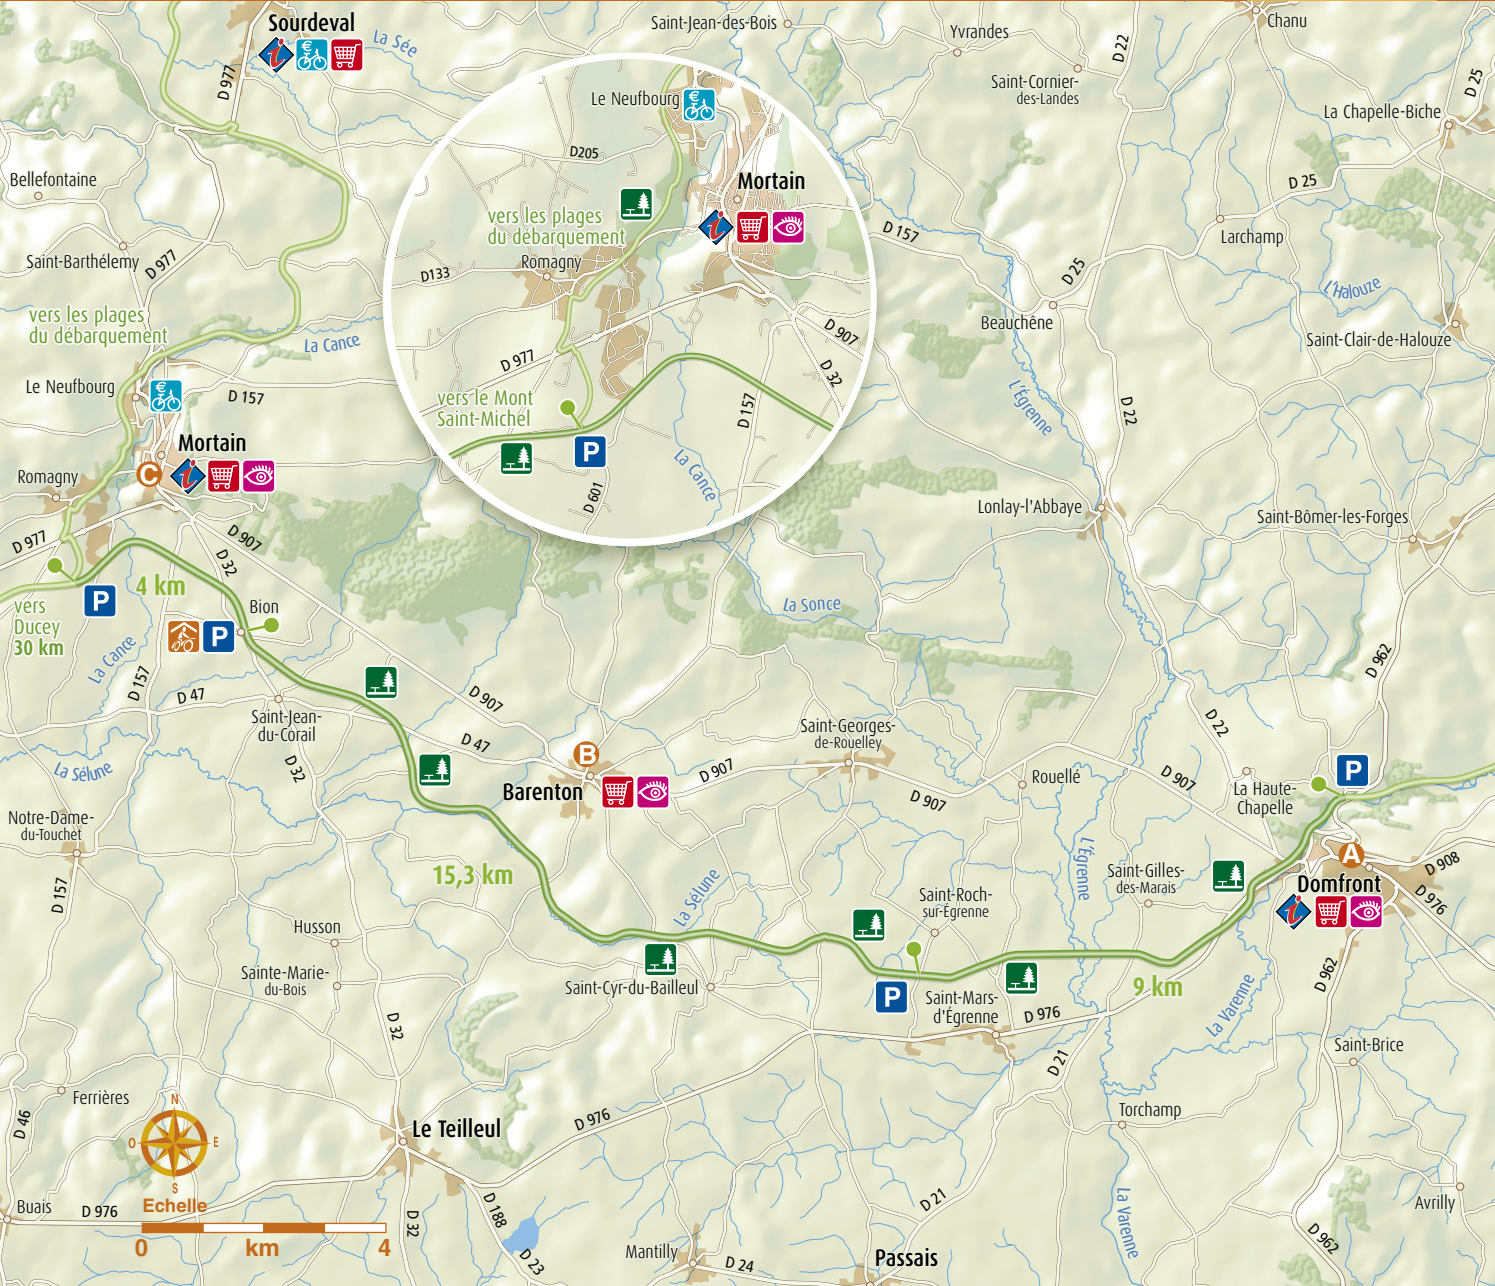 Sourdeval
La Sée
Saint-Jean-des-Bois
Yvrandes
D 22
Chanu
D 977
Saint-Cornier-
des-Landes
D 25
La Chapelle-Biche
Le Neufbourg
€
D205
Bellefontaine
Mortain
D 25
vers les plages
du débarquement
i
D 157
Larchamp
Saint-Barthélemy
D 977
Romagny
D133
D 25
L'Halouze
vers les plages
du débarquement
La Cance
Beauchêne
D 907
Saint-Clair-de-Halouze
D 977
D 32
Le Neufbourg
€
D 157
vers le Mont
Saint-Michel
D 157
L'Égrenne
D 22
Mortain
P
C
i
Romagny
La Cance
D 601
Lonlay-l'Abbaye
Saint-Bômer-les-Forges
D 977
D 907
D 32
4 km
P
Bion
vers
Ducey
30 km
La Sonce
P
La Cance
D 962
D 157
D 47
D 907
Saint-Jean-
du-Corail
D 47
Saint-Georges-
de-Rouelley
D 22
B
La Sélune
D 32
D 907
Rouellé
D 907
P
Barenton
D 907
La Haute-
Chapelle
Notre-Dame-
du-Touchet
L'Égrenne
A
15,3 km
La Sélune
Saint-Gilles-
des-Marais
D 908
D 157
Saint-Roch-
sur-Égrenne
Domfront
D 976
i
Husson
Sainte-Marie-
du-Bois
Saint-Cyr-du-Bailleul
P
Saint-Mars-
d'Égrenne
9 km
D 962
D 976
La Varenne
D 32
Saint-Brice
D 21
Ferrières
N
D 46
O
E
S
Le Teilleul
D 976
Torchamp
Echelle
Buais
D 976
D 32
D 188
D 21
La Varenne
Avrilly
0
km
4
D 23
Mantilly
D 24
Passais
D 962